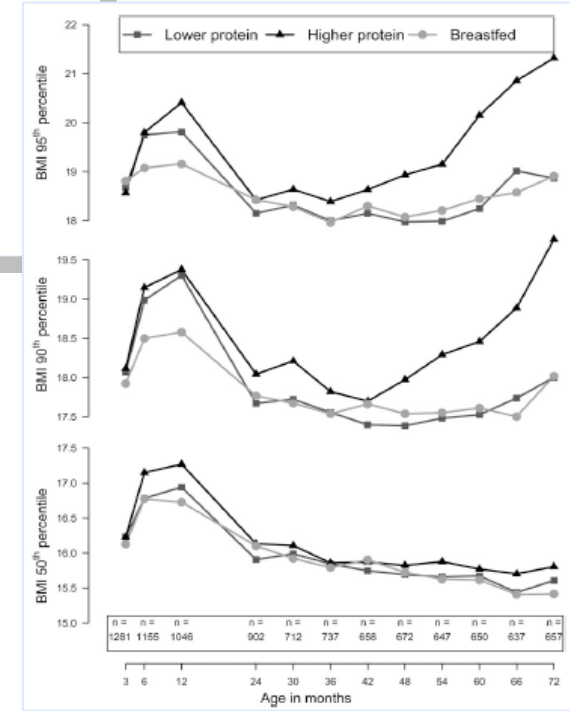 Lower protein Higher protein Breastfed
BMI 95th percentile
22
21
20
19
18
BMI 90th percentile
19.5
19.0
18.5
18.0
17.5
BMI 50th percentile
17.5
17.0
16.5
16.0
15.5
15.0
n = n = n = n = n = n = n = n = n = n = n = n =
1281 1155 1046 902 712 737 658 672 647 650 637 657
3 6 12 24 30 36 42 48 54 60 66 72
Age in months